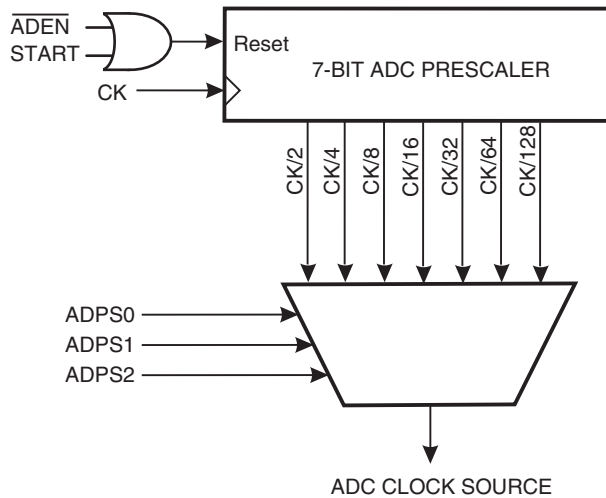 ADEN
START
Reset
7-BIT ADC PRESCALER
CK
CK/2
CK/4
CK/8
CK/16
CK/32
CK/64
CK/128
ADPS0
ADPS1
ADPS2
ADC CLOCK SOURCE